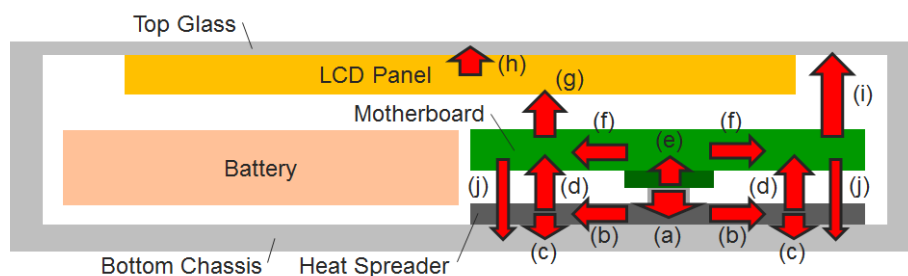 Top Glass
LCD Panel
(h)
(g)
(i)
Motherboard
(f)
(f)
(e)
Battery
(j)
(d)
(d)
(j)
(c)
(b)
(a)
(b)
(c)
Bottom Chassis
Heat Spreader